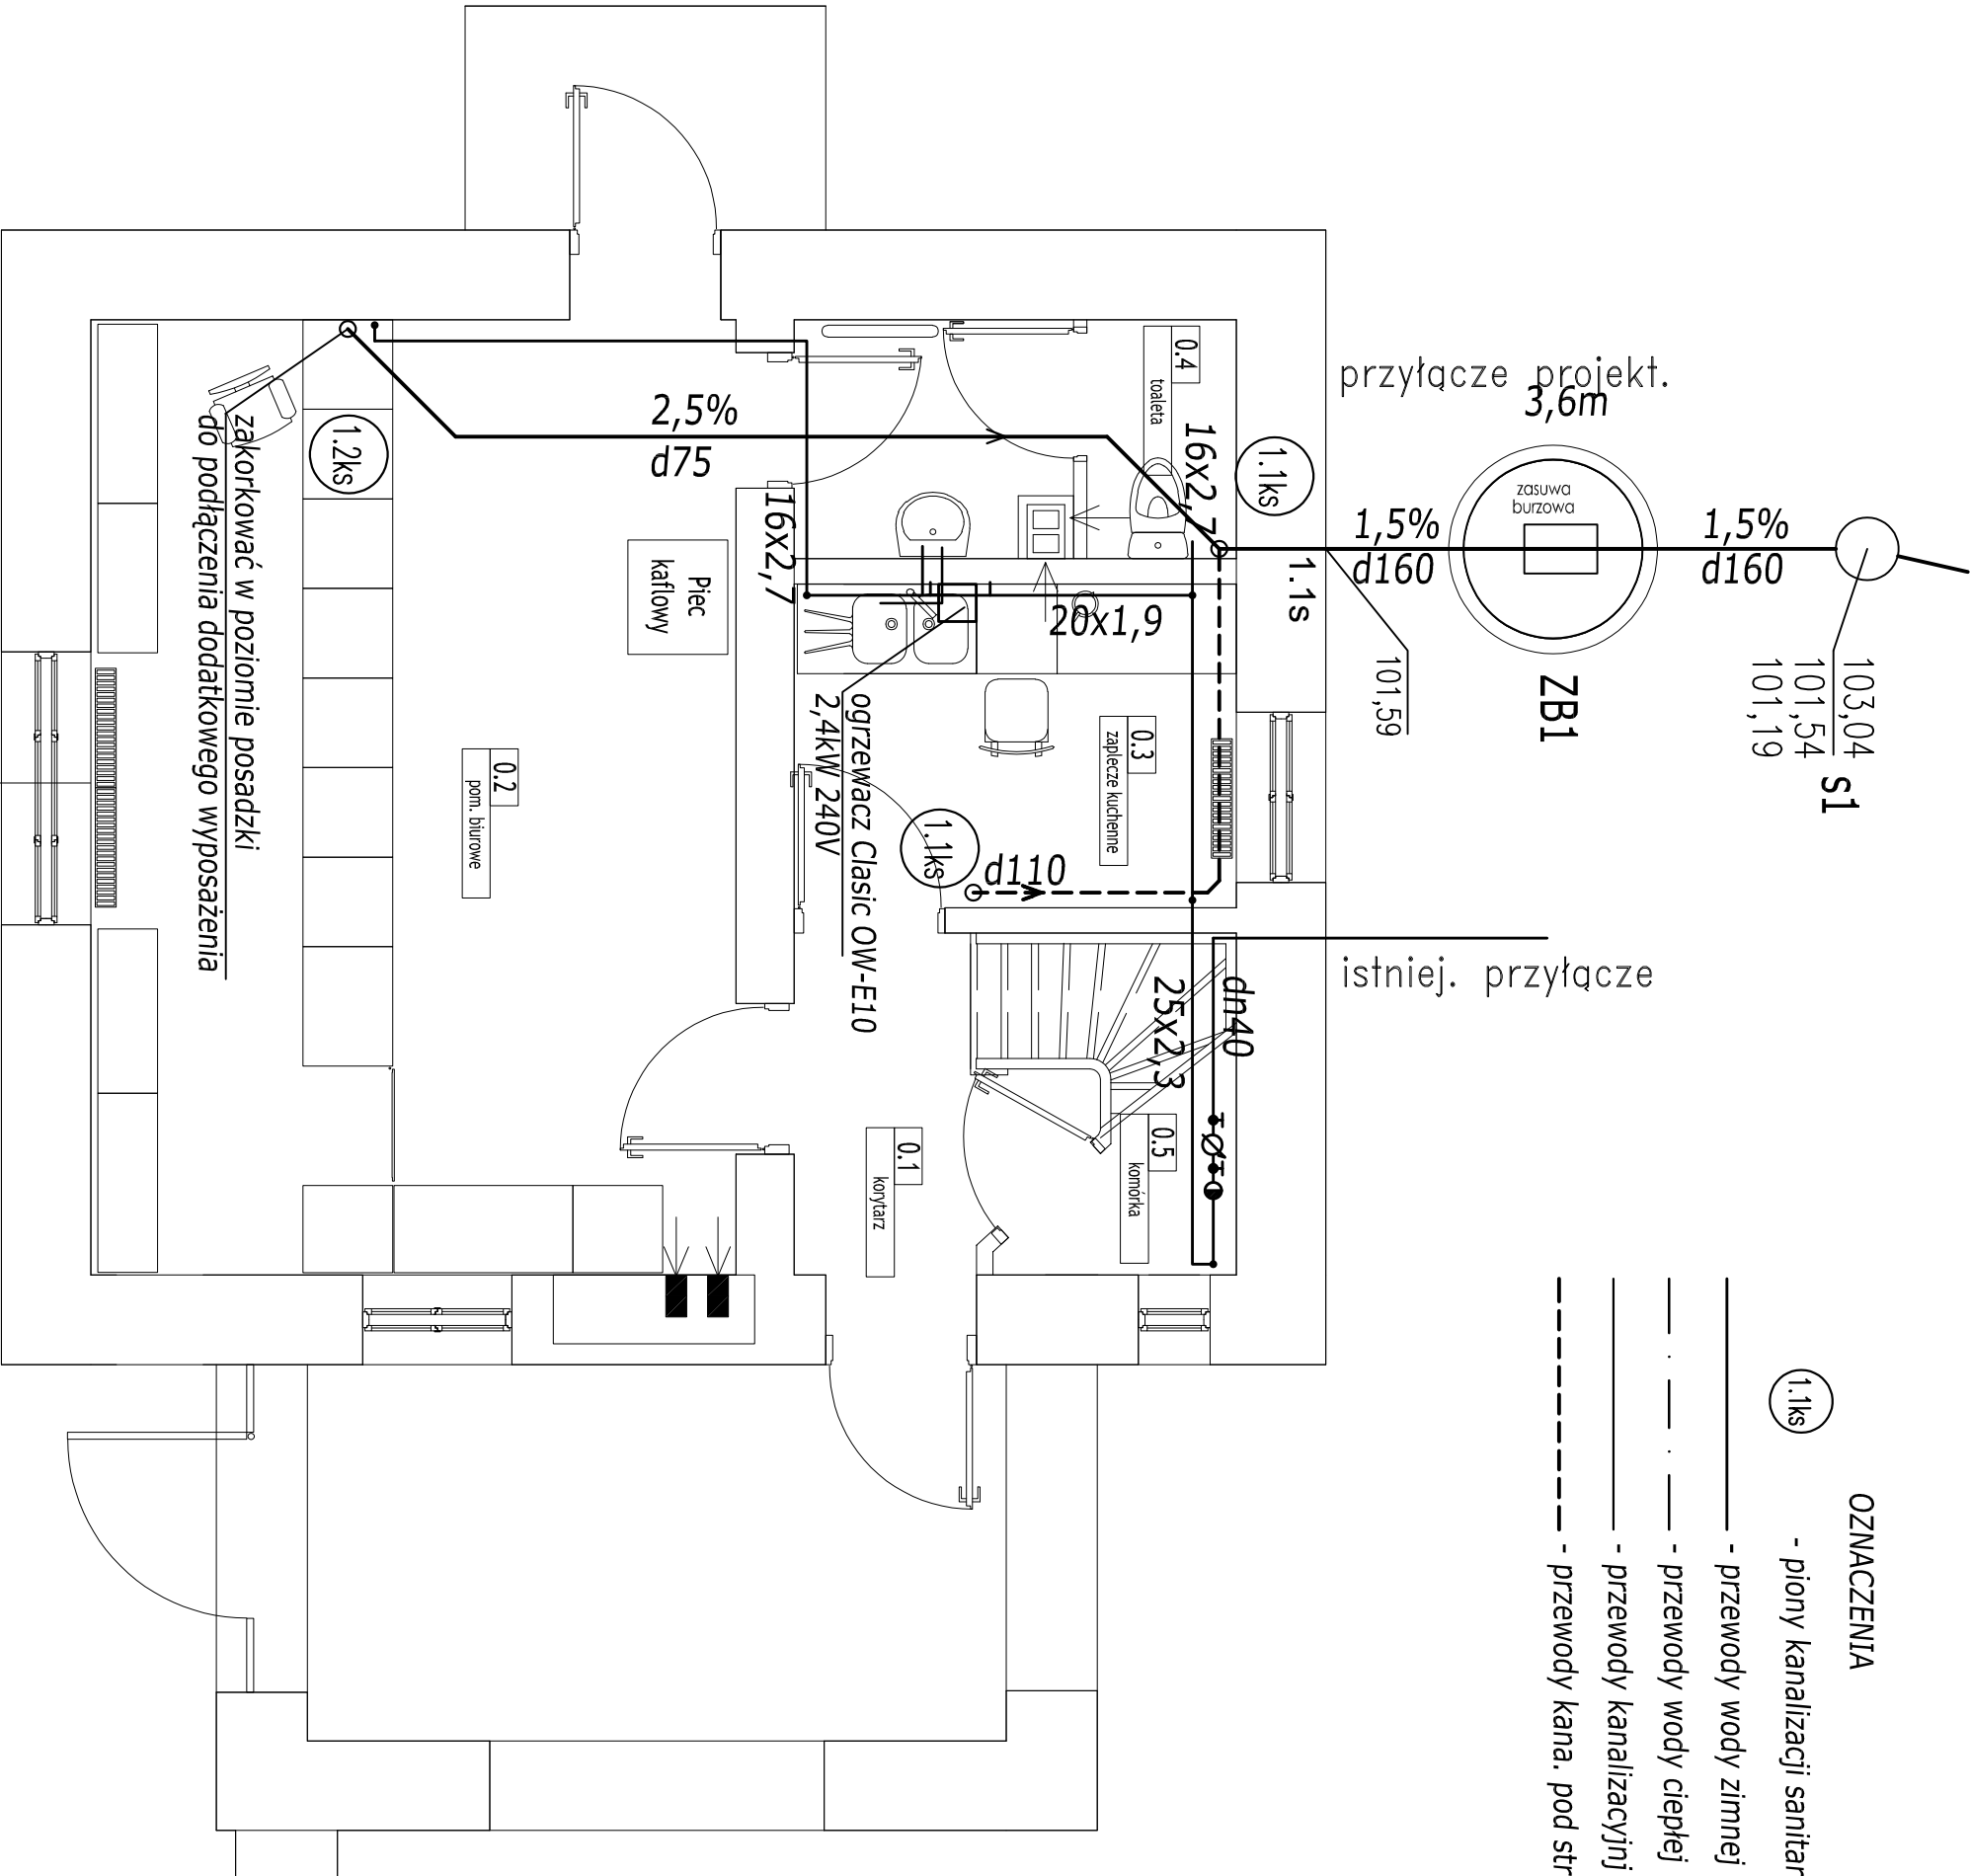 przyłącze projekt.
3,6m
zasuwa
burzowa
1,5%
d160
1,5%
d160
ZB1
103,04
101,54
101,19
s1
101,59
1.1s
1.1ks
0.4
toaleta
16x2,7
2,5%
d75
16x2,7
1.2ks
zakorkować w poziomie posadzki
do podłączenia dodatkowego wyposażenia
Piec
kaflowy
20x1,9
ogrzewacz Clasic OW-E10
2,4kW 240V
0.3
zaplecze kuchenne
0.2
pom. biurowe
1.1ks
d110
istniej. przyłącze
dn40
25x2,3
0.5
komórka
0.1
korytarz
OZNACZENIA
1.1ks
- piony kanalizacji sanitar
- przewody wody zimnej
- przewody wody ciepłej
- przewody kanalizacyjnj
- przewody kana. pod str